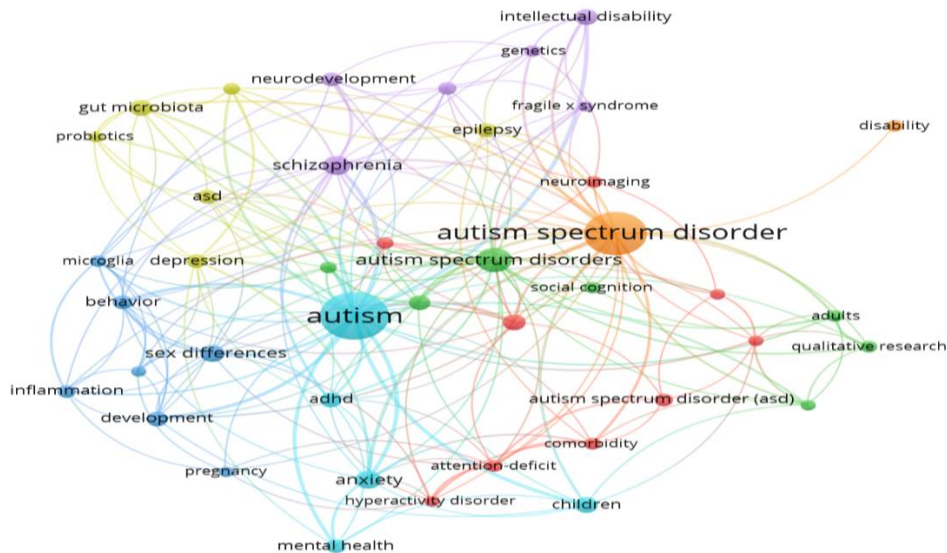 intellectual disability
genetics
neurodevelopment
gut microbiota
fragile x syndrome
epilepsy
disability
probiotics
schizophrenia
neuroimaging
asd
autism spectrum disorder
autism spectrum disorders
microglia
depression
social cognition
behavior
autism
adults
qualitative research
sex differences
inflammation
adhd
autism spectrum disorder (asd)
development
comorbidity
attention-deficit
pregnancy
anxiety
hyperactivity disorder
children
mental health